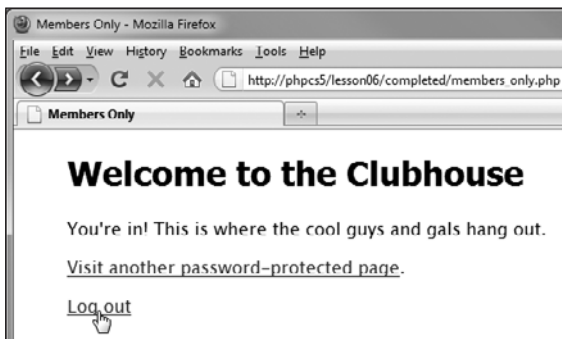 Members Only - Mozilla Firefox
File Edit View History Bookmarks Tools Help
http://phpcs5/lesson06/completed/members_only.php
Members Only
Welcome to the Clubhouse
You're in! This is where the cool guys and gals hang out.
Visit another password-protected page.
Log out